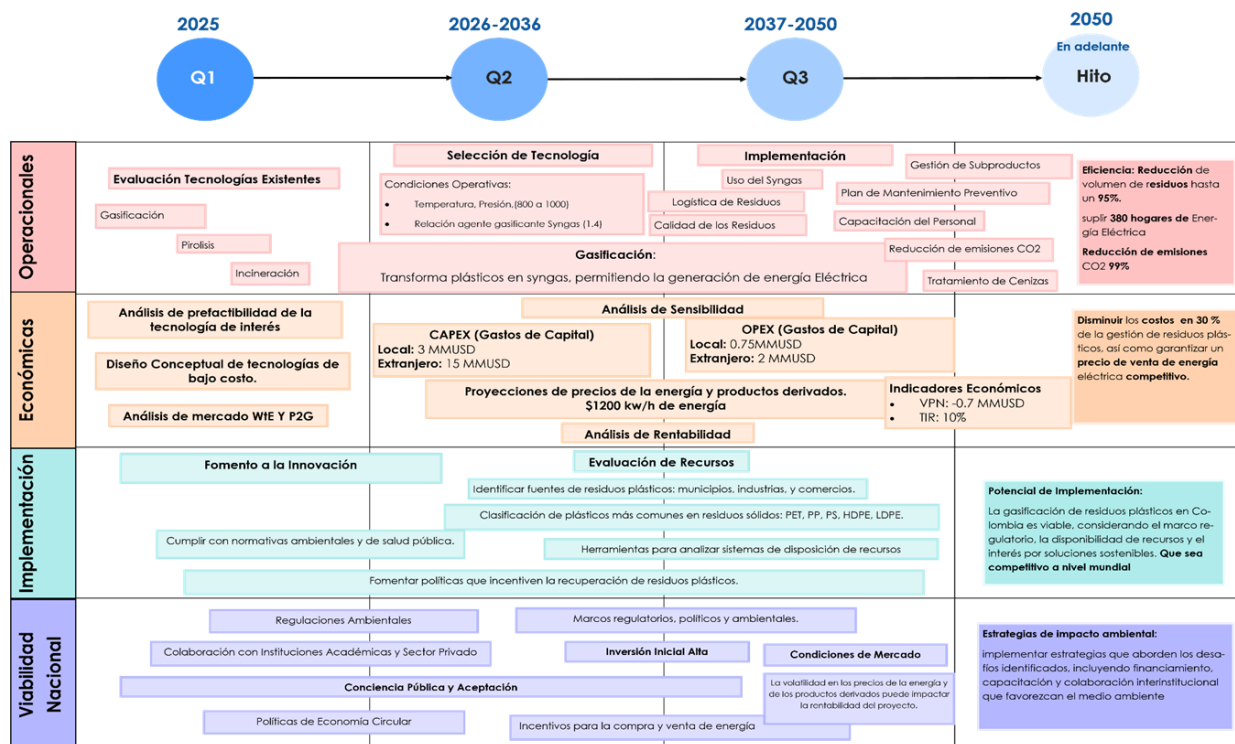 2025
2026-2036
2037-2050
2050
En adelante
Q1
Q2
Q3
Hito
Operacionales
Evaluación Tecnologías Existentes
Gasificación
Pirolisis
Incineración
Selección de Tecnología
Condiciones Operativas:
• Temperatura, Presión,(800 a 1000)
• Relación agente gasificante Syngas (1.4)
Implementación
Uso del Syngas
Logística de Residuos
Calidad de los Residuos
Gestión de Subproductos
Plan de Mantenimiento Preventivo
Capacitación del Personal
Reducción de emisiones CO2
Tratamiento de Cenizas
Gasificación:
Transforma plásticos en syngas, permitiendo la generación de energía Eléctrica
Eficiencia: Reducción de
volumen de residuos hasta
un 95%.
suplir 380 hogares de Ener-
gía Eléctrica
Reducción de emisiones
CO2 99%
Económicas
Análisis de prefactibilidad de la
tecnología de interés
Diseño Conceptual de tecnologías de
bajo costo.
Análisis de mercado WtE Y P2G
Análisis de Sensibilidad
CAPEX (Gastos de Capital)
Local: 3 MMUSD
Extranjero: 15 MMUSD
OPEX (Gastos de Capital)
Local: 0.75MMUSD
Extranjero: 2 MMUSD
Proyecciones de precios de la energía y productos derivados.
$1200 kw/h de energía
Análisis de Rentabilidad
Indicadores Económicos
• VPN: -0.7 MMUSD
• TIR: 10%
Disminuir los costos en 30 %
de la gestión de residuos plás-
ticos, así como garantizar un
precio de venta de energía
eléctrica competitivo.
Implementación
Fomento a la Innovación
Evaluación de Recursos
Identificar fuentes de residuos plásticos: municipios, industrias, y comercios.
Clasificación de plásticos más comunes en residuos sólidos: PET, PP, PS, HDPE, LDPE.
Cumplir con normativas ambientales y de salud pública.
Herramientas para analizar sistemas de disposición de recursos
Fomentar políticas que incentiven la recuperación de residuos plásticos.
Potencial de Implementación:
La gasificación de residuos plásticos en Co-
lombia es viable, considerando el marco re-
gulatorio, la disponibilidad de recursos y el
interés por soluciones sostenibles. Que sea
competitivo a nivel mundial
Viabilidad
Nacional
Regulaciones Ambientales
Colaboración con Instituciones Académicas y Sector Privado
Conciencia Pública y Aceptación
Políticas de Economía Circular
Marcos regulatorios, políticos y ambientales.
Inversión Inicial Alta
Incentivos para la compra y venta de energía
Condiciones de Mercado
La volatilidad en los precios de la energía y
de los productos derivados puede impactar
la rentabilidad del proyecto.
Estrategias de impacto ambiental:
implementar estrategias que aborden los desa-
fíos identificados, incluyendo financiamiento,
capacitación y colaboración interinstitucional
que favorezcan el medio ambiente